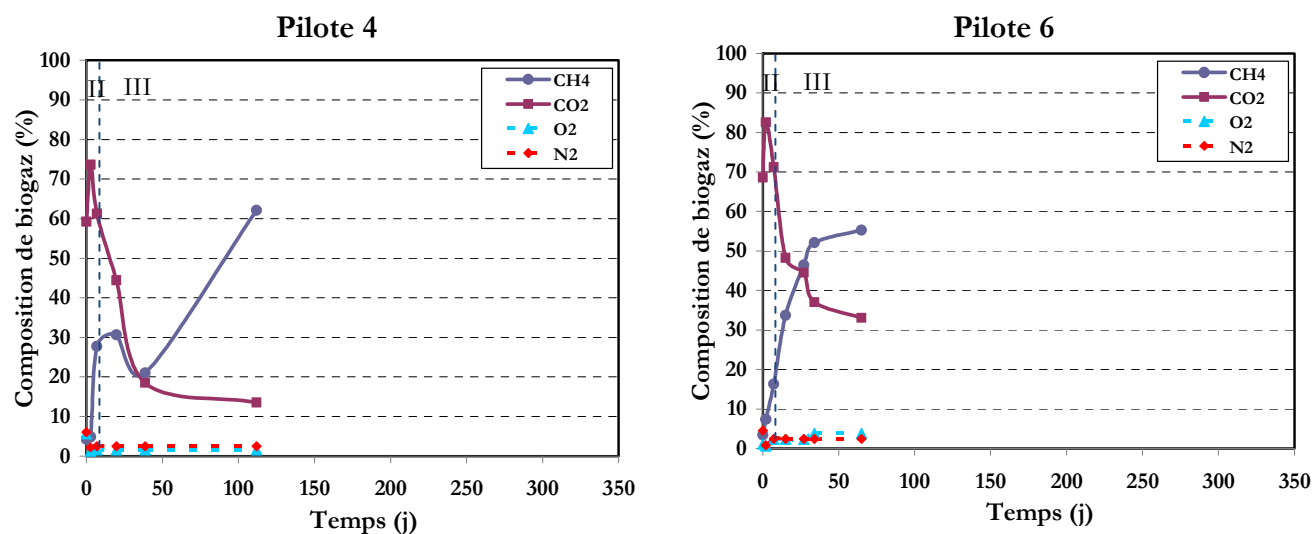 Pilote 4
Composition de biogaz (%)
100
90
80
70
60
50
40
30
20
10
0
II
III
CH4
CO2
O2
N2
0 50 100 150 200 250 300 350
Temps (j)
Pilote 6
Composition de biogaz (%)
100
90
80
70
60
50
40
30
20
10
0
II
III
CH4
CO2
O2
N2
0 50 100 150 200 250 300 350
Temps (j)